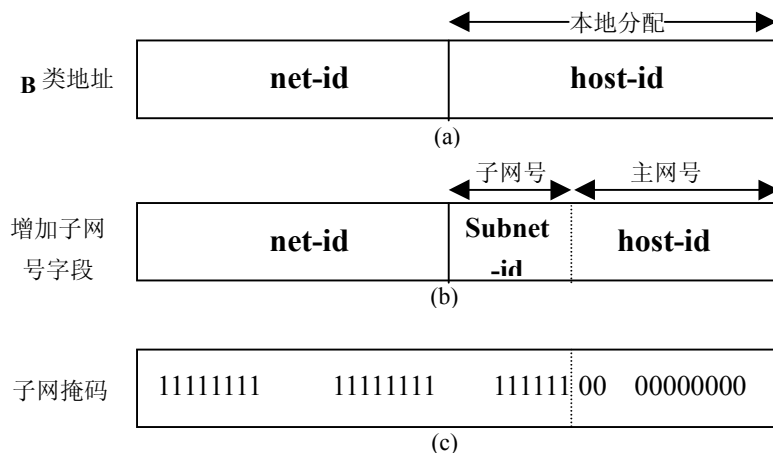 本地分配
B 类地址 net-id host-id
(a)
子网号 主网号
增加子网 net-id Subnet host-id
号字段 -id
(b)
子网掩码 11111111 11111111 111111 00 00000000
(c)